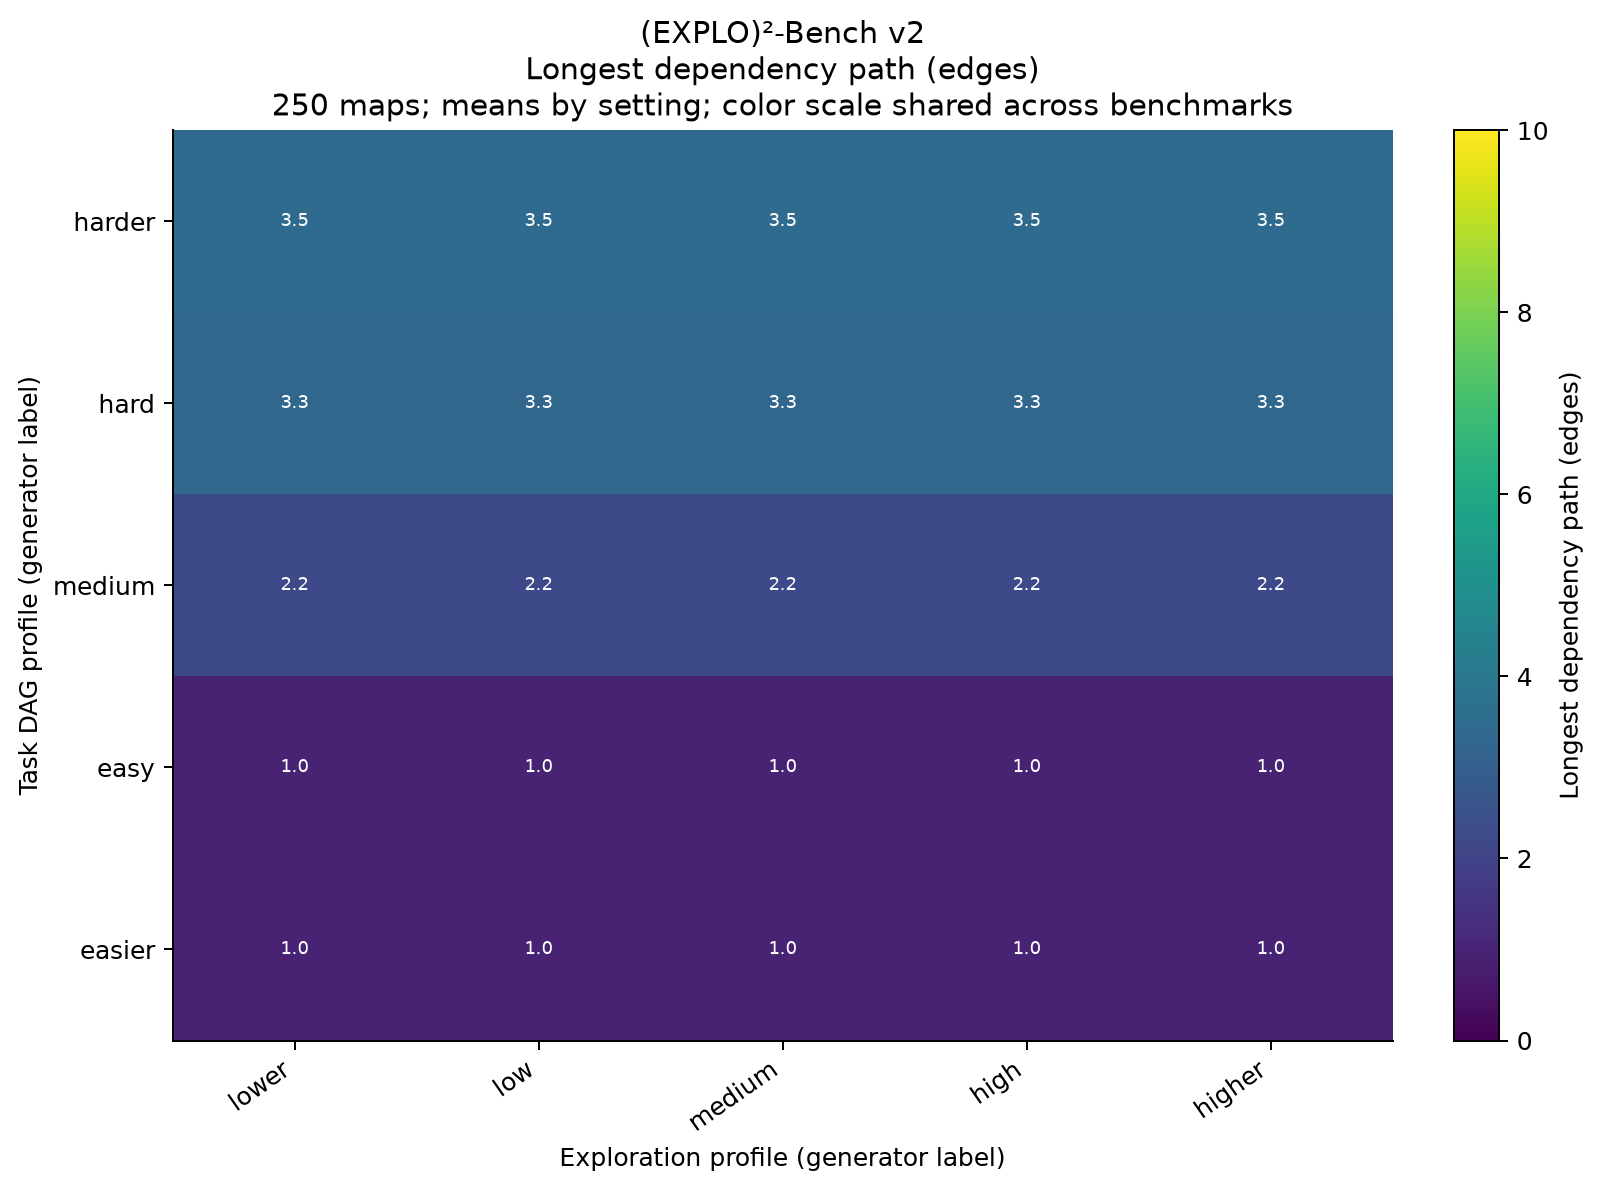 (EXPLO)²-Bench v2
Longest dependency path (edges)
250 maps; means by setting; color scale shared across benchmarks
Task DAG profile (generator label)
harder 3.5 3.5 3.5 3.5 3.5
hard 3.3 3.3 3.3 3.3 3.3
medium 2.2 2.2 2.2 2.2 2.2
easy 1.0 1.0 1.0 1.0 1.0
easier 1.0 1.0 1.0 1.0 1.0
lower low medium high higher
Exploration profile (generator label)
10
8
6
4
2
0
Longest dependency path (edges)